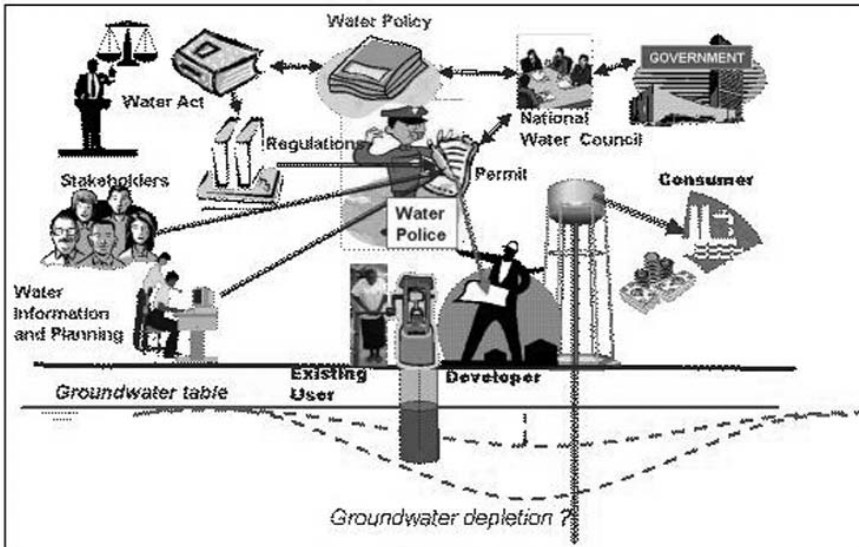 Water Policy
GOVERNMENT
Water Act
National
Water Council
Regulations
Permit
Stakeholders
Consumer
Water
Police
Water
Information
and Planning
Existing
User
Developer
Groundwater table
Groundwater depletion ?